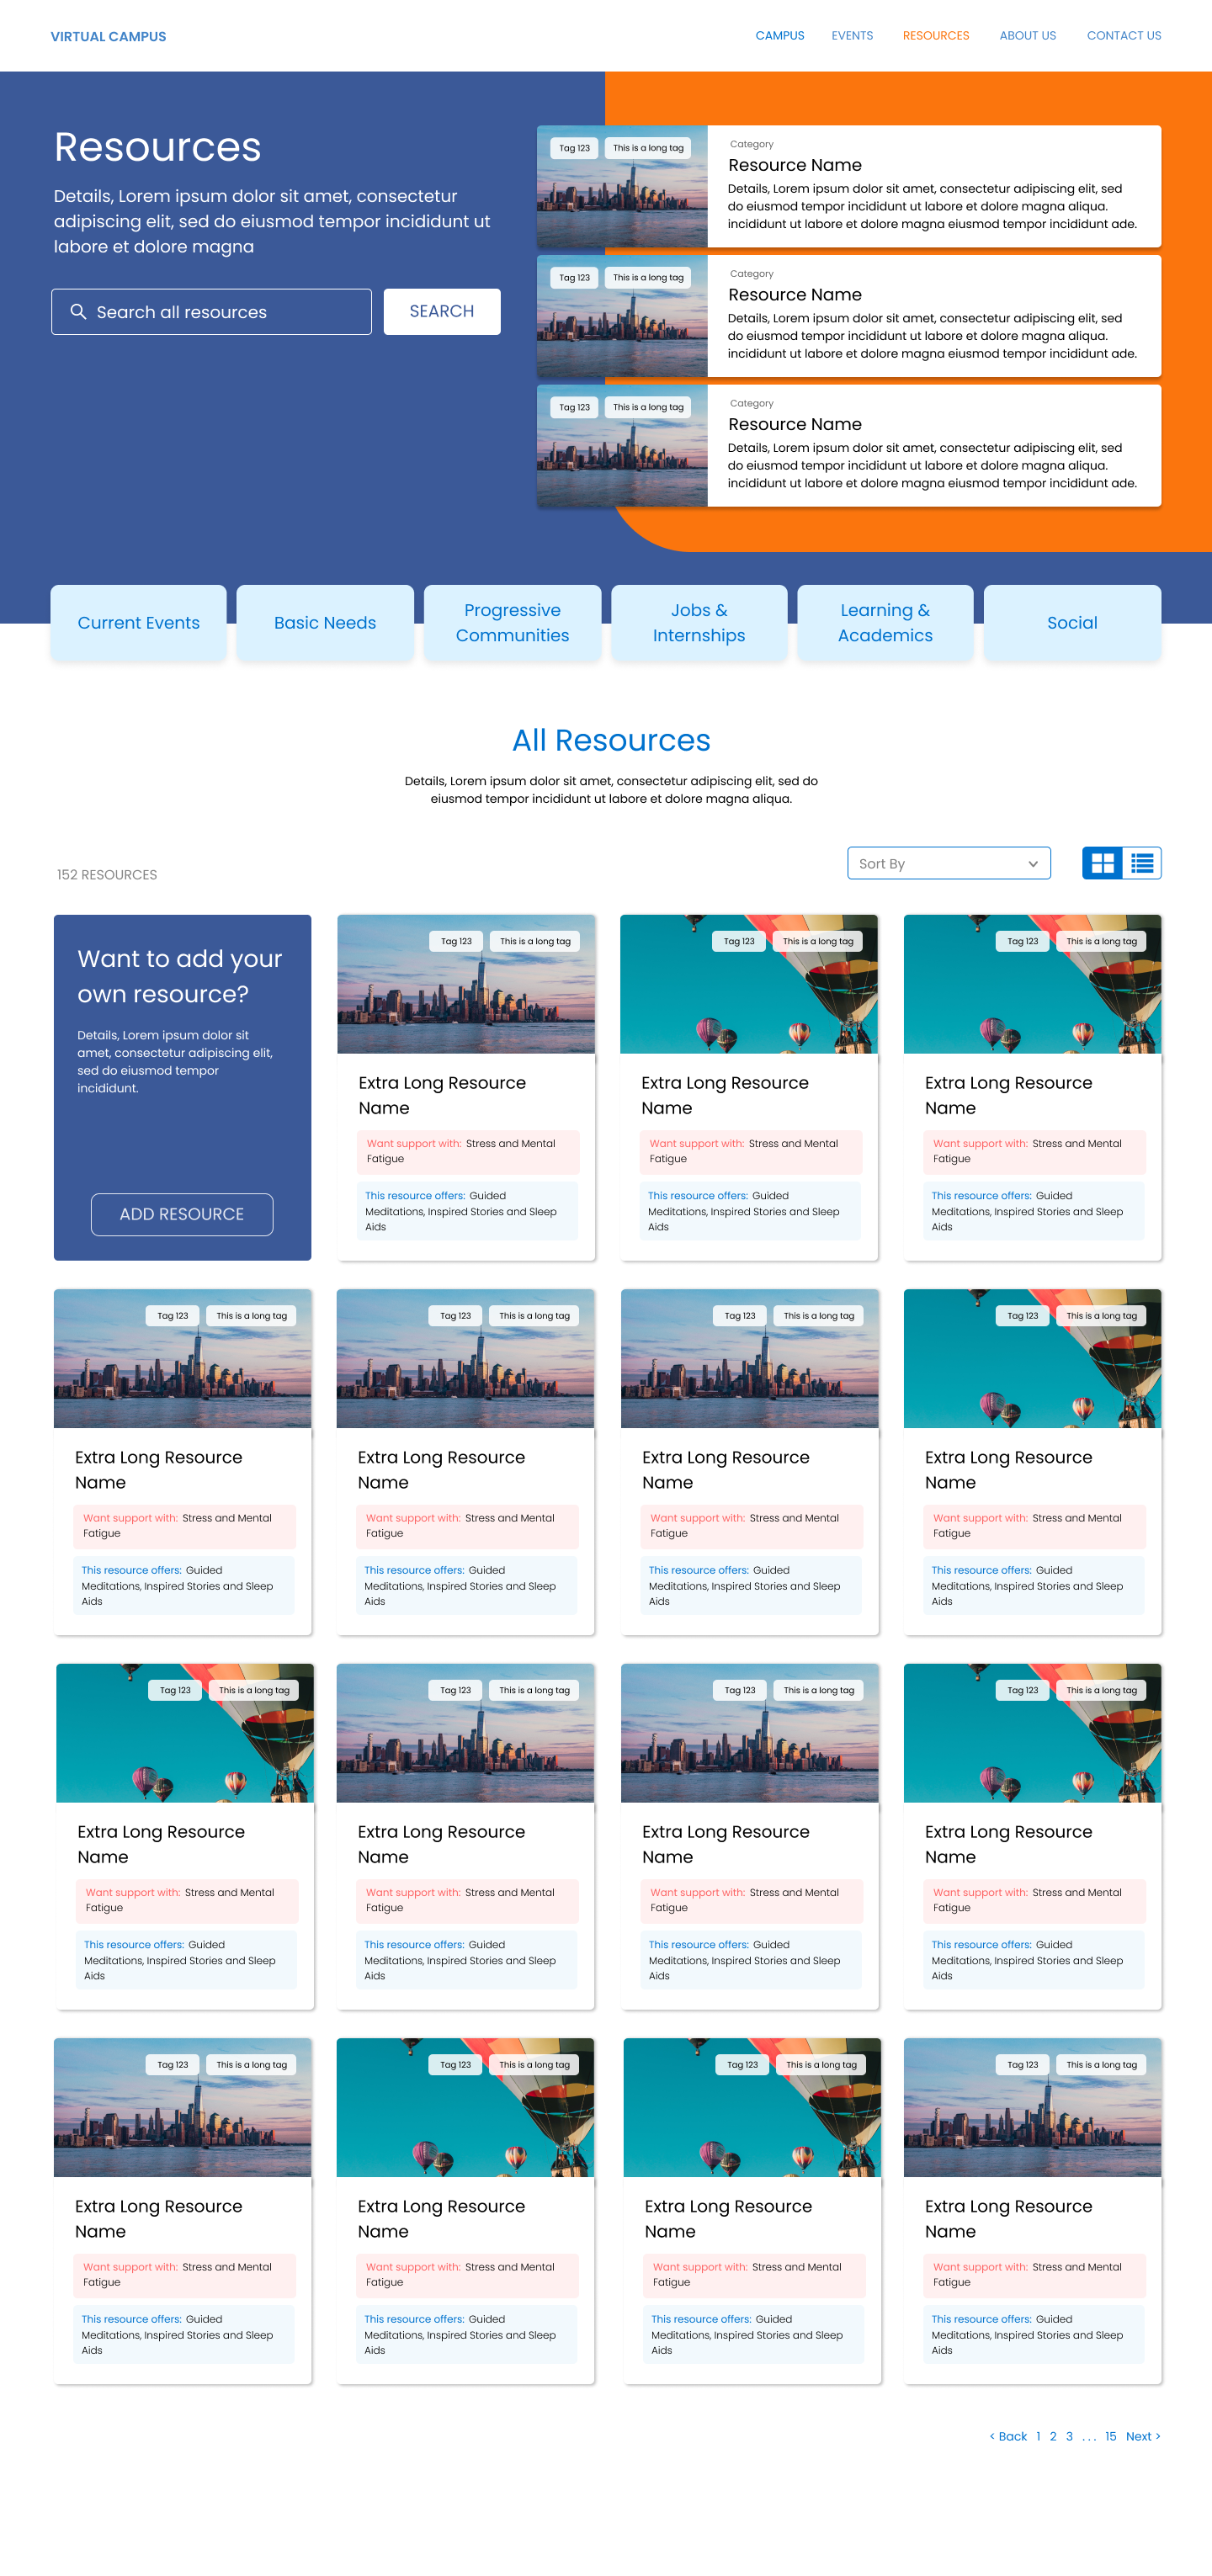 VIRTUAL CAMPUS
CAMPUS
EVENTS
RESOURCES
ABOUT US
CONTACT US
Resources
Details, Lorem ipsum dolor sit amet, consectetur
adipiscing elit, sed do eiusmod tempor incididunt ut
labore et dolore magna
Search all resources
SEARCH
Tag 123
This is a long tag
Category
Resource Name
Details, Lorem ipsum dolor sit amet, consectetur adipiscing elit, sed
do eiusmod tempor incididunt ut labore et dolore magna aliqua.
incididunt ut labore et dolore magna eiusmod tempor incididunt ade.
Tag 123
This is a long tag
Category
Resource Name
Details, Lorem ipsum dolor sit amet, consectetur adipiscing elit, sed
do eiusmod tempor incididunt ut labore et dolore magna aliqua.
incididunt ut labore et dolore magna eiusmod tempor incididunt ade.
Tag 123
This is a long tag
Category
Resource Name
Details, Lorem ipsum dolor sit amet, consectetur adipiscing elit, sed
do eiusmod tempor incididunt ut labore et dolore magna aliqua.
incididunt ut labore et dolore magna eiusmod tempor incididunt ade.
Current Events
Basic Needs
Progressive
Communities
Jobs &
Internships
Learning &
Academics
Social
All Resources
Details, Lorem ipsum dolor sit amet, consectetur adipiscing elit, sed do
eiusmod tempor incididunt ut labore et dolore magna aliqua.
152 RESOURCES
Sort By
Want to add your
own resource?
Details, Lorem ipsum dolor sit
amet, consectetur adipiscing elit,
sed do eiusmod tempor
incididunt.
ADD RESOURCE
Tag 123
This is a long tag
Extra Long Resource
Name
Want support with: Stress and Mental
Fatigue
This resource offers: Guided
Meditations, Inspired Stories and Sleep
Aids
Tag 123
This is a long tag
Extra Long Resource
Name
Want support with: Stress and Mental
Fatigue
This resource offers: Guided
Meditations, Inspired Stories and Sleep
Aids
Tag 123
This is a long tag
Extra Long Resource
Name
Want support with: Stress and Mental
Fatigue
This resource offers: Guided
Meditations, Inspired Stories and Sleep
Aids
Tag 123
This is a long tag
Extra Long Resource
Name
Want support with: Stress and Mental
Fatigue
This resource offers: Guided
Meditations, Inspired Stories and Sleep
Aids
Tag 123
This is a long tag
Extra Long Resource
Name
Want support with: Stress and Mental
Fatigue
This resource offers: Guided
Meditations, Inspired Stories and Sleep
Aids
Tag 123
This is a long tag
Extra Long Resource
Name
Want support with: Stress and Mental
Fatigue
This resource offers: Guided
Meditations, Inspired Stories and Sleep
Aids
Tag 123
This is a long tag
Extra Long Resource
Name
Want support with: Stress and Mental
Fatigue
This resource offers: Guided
Meditations, Inspired Stories and Sleep
Aids
Tag 123
This is a long tag
Extra Long Resource
Name
Want support with: Stress and Mental
Fatigue
This resource offers: Guided
Meditations, Inspired Stories and Sleep
Aids
Tag 123
This is a long tag
Extra Long Resource
Name
Want support with: Stress and Mental
Fatigue
This resource offers: Guided
Meditations, Inspired Stories and Sleep
Aids
Tag 123
This is a long tag
Extra Long Resource
Name
Want support with: Stress and Mental
Fatigue
This resource offers: Guided
Meditations, Inspired Stories and Sleep
Aids
Tag 123
This is a long tag
Extra Long Resource
Name
Want support with: Stress and Mental
Fatigue
This resource offers: Guided
Meditations, Inspired Stories and Sleep
Aids
Tag 123
This is a long tag
Extra Long Resource
Name
Want support with: Stress and Mental
Fatigue
This resource offers: Guided
Meditations, Inspired Stories and Sleep
Aids
Tag 123
This is a long tag
Extra Long Resource
Name
Want support with: Stress and Mental
Fatigue
This resource offers: Guided
Meditations, Inspired Stories and Sleep
Aids
Tag 123
This is a long tag
Extra Long Resource
Name
Want support with: Stress and Mental
Fatigue
This resource offers: Guided
Meditations, Inspired Stories and Sleep
Aids
Tag 123
This is a long tag
Extra Long Resource
Name
Want support with: Stress and Mental
Fatigue
This resource offers: Guided
Meditations, Inspired Stories and Sleep
Aids
< Back 1 2 3 . . . 15 Next >